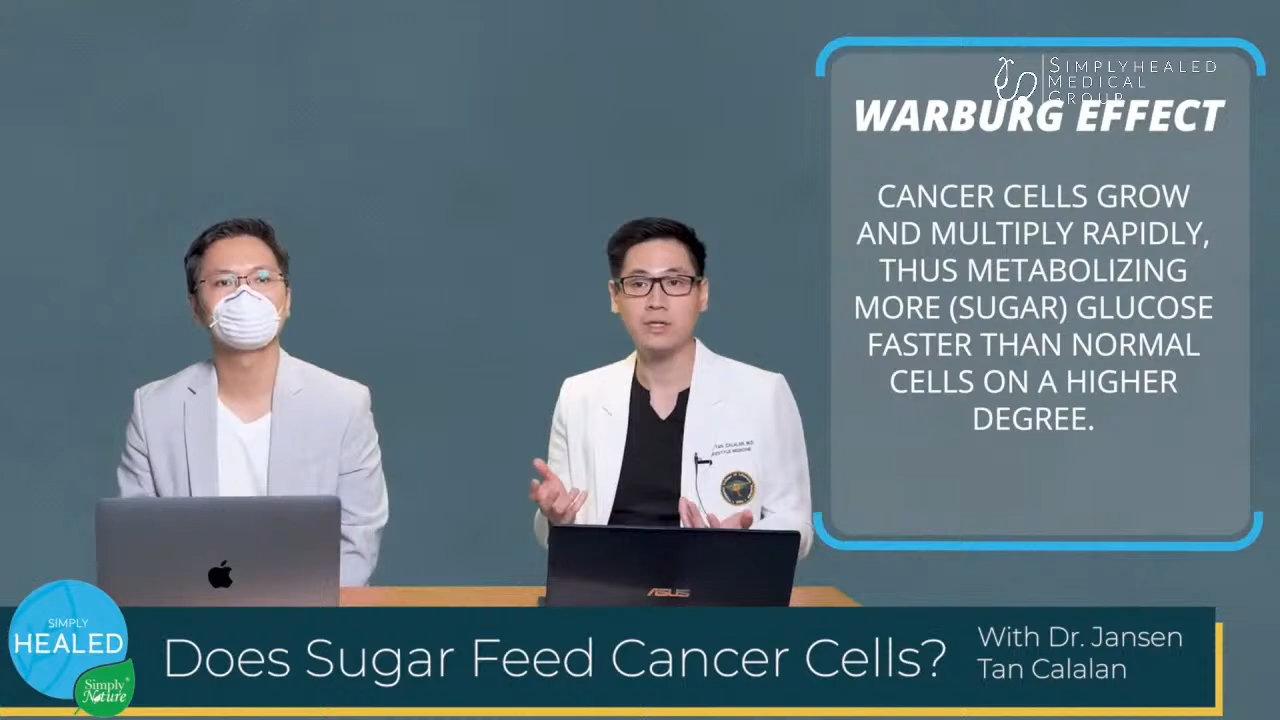 SIMPLYHEALED
MEDICAL
GROUP
WARBURG EFFECT
CANCER CELLS GROW
AND MULTIPLY RAPIDLY,
THUS METABOLIZING
MORE (SUGAR) GLUCOSE
FASTER THAN NORMAL
CELLS ON A HIGHER
DEGREE.
TAN CALALAN, M.D.
ASUS
SIMPLY
HEALED
Simply
Nature
Does Sugar Feed Cancer Cells?
With Dr. Jansen
Tan Calalan